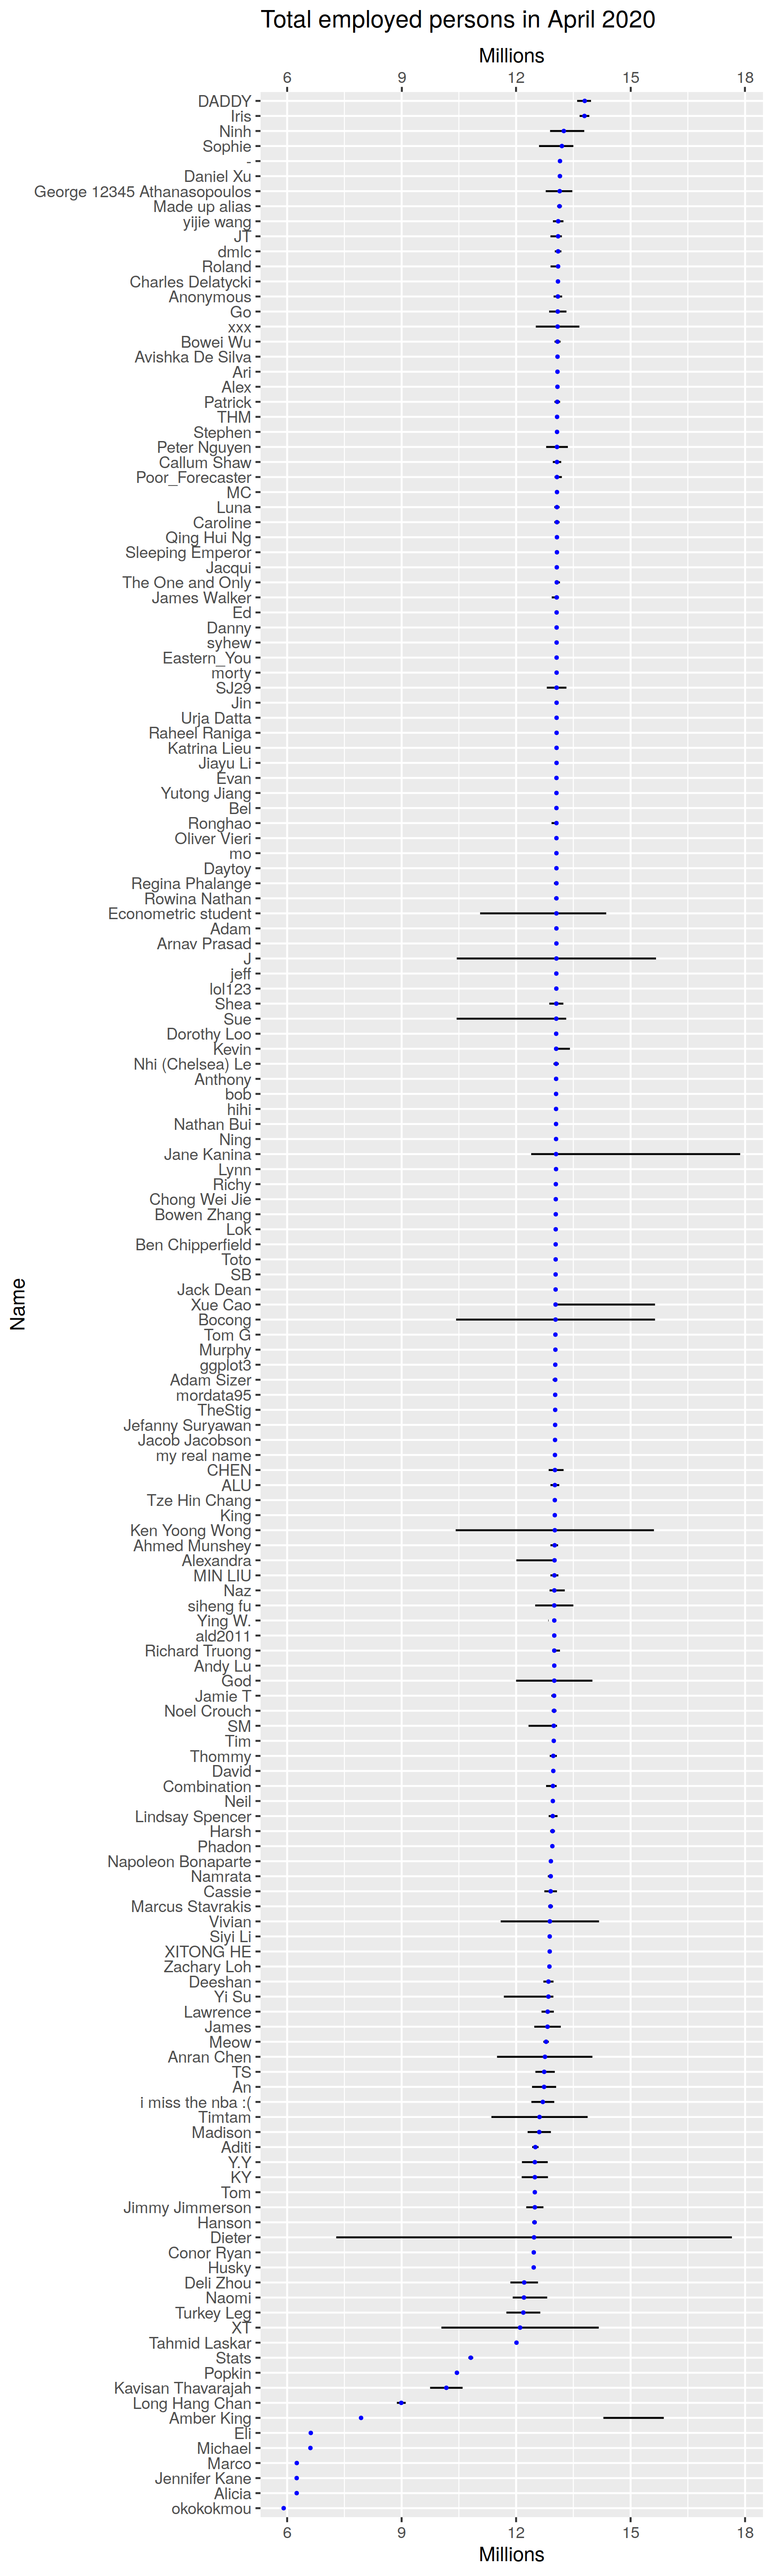 Total employed persons in April 2020
Millions
6 9 12 15 18
DADDY
Iris
Ninh
Sophie
-
Daniel Xu
George 12345 Athanasopoulos
Made up alias
yijie wang
JT
dmlc
Roland
Charles Delatycki
Anonymous
Go
xxx
Bowei Wu
Avishka De Silva
Ari
Alex
Patrick
THM
Stephen
Peter Nguyen
Callum Shaw
Poor_Forecaster
MC
Luna
Caroline
Qing Hui Ng
Sleeping Emperor
Jacqui
The One and Only
James Walker
Ed
Danny
syhew
Eastern_You
morty
SJ29
Jin
Urja Datta
Raheel Raniga
Katrina Lieu
Jiayu Li
Evan
Yutong Jiang
Bel
Ronghao
Oliver Vieri
mo
Daytoy
Regina Phalange
Rowina Nathan
Econometric student
Adam
Arnav Prasad
J
jeff
lol123
Shea
Sue
Dorothy Loo
Kevin
Nhi (Chelsea) Le
Anthony
bob
hihi
Nathan Bui
Ning
Jane Kanina
Lynn
Richy
Chong Wei Jie
Bowen Zhang
Lok
Ben Chipperfield
Toto
SB
Jack Dean
Xue Cao
Name
Bocong
Tom G
Murphy
ggplot3
Adam Sizer
mordata95
TheStig
Jefanny Suryawan
Jacob Jacobson
my real name
CHEN
ALU
Tze Hin Chang
King
Ken Yoong Wong
Ahmed Munshey
Alexandra
MIN LIU
Naz
siheng fu
Ying W.
ald2011
Richard Truong
Andy Lu
God
Jamie T
Noel Crouch
SM
Tim
Thommy
David
Combination
Neil
Lindsay Spencer
Harsh
Phadon
Napoleon Bonaparte
Namrata
Cassie
Marcus Stavrakis
Vivian
Siyi Li
XITONG HE
Zachary Loh
Deeshan
Yi Su
Lawrence
James
Meow
Anran Chen
TS
An
i miss the nba :(
Timtam
Madison
Aditi
Y.Y
KY
Tom
Jimmy Jimmerson
Hanson
Dieter
Conor Ryan
Husky
Deli Zhou
Naomi
Turkey Leg
XT
Tahmid Laskar
Stats
Popkin
Kavisan Thavarajah
Long Hang Chan
Amber King
Eli
Michael
Marco
Jennifer Kane
Alicia
okokokmou
6 9 12 15 18
Millions